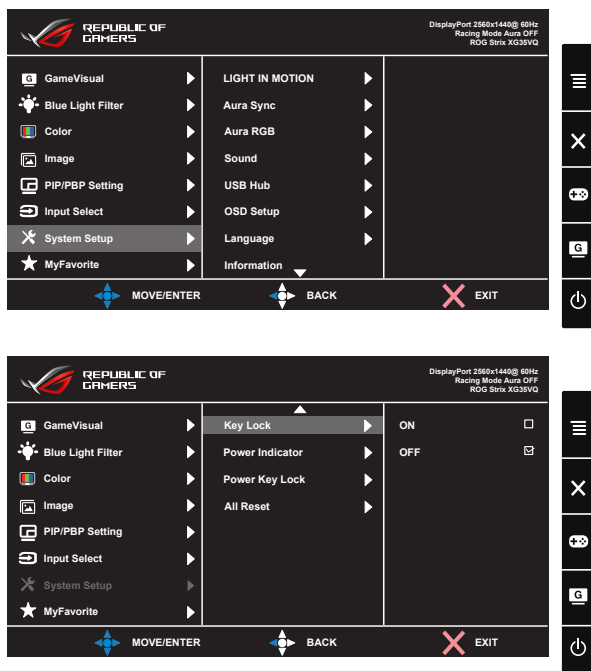 REPUBLIC OF
GAMERS
DisplayPort 2560x1440@ 60Hz
Racing Mode Aura OFF
ROG Strix XG35VQ
G GameVisual
Blue Light Filter
Color
Image
PIP/PBP Setting
Input Select
System Setup
MyFavorite
LIGHT IN MOTION
Aura Sync
Aura RGB
Sound
USB Hub
OSD Setup
Language
Information
MOVE/ENTER
BACK
EXIT
G
REPUBLIC OF
GAMERS
DisplayPort 2560x1440@ 60Hz
Racing Mode Aura OFF
ROG Strix XG35VQ
G GameVisual
Blue Light Filter
Color
Image
PIP/PBP Setting
Input Select
System Setup
MyFavorite
Key Lock
Power Indicator
Power Key Lock
All Reset
ON
OFF
MOVE/ENTER
BACK
EXIT
G